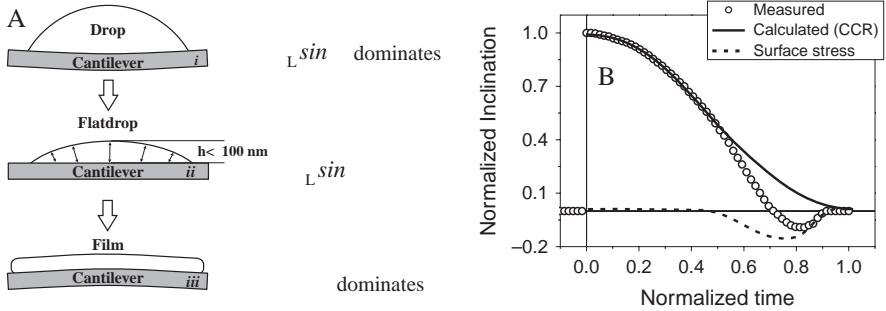 A
Drop
Cantilever i
L sin dominates
Flatdrop
h< 100 nm
Cantilever ii
L sin
Film
Cantilever iii
dominates
B
Measured
Calculated (CCR)
Surface stress
Normalized Inclination
1.0
0.7
0.4
0.1
−0.2
0.0 0.2 0.4 0.6 0.8 1.0
Normalized time